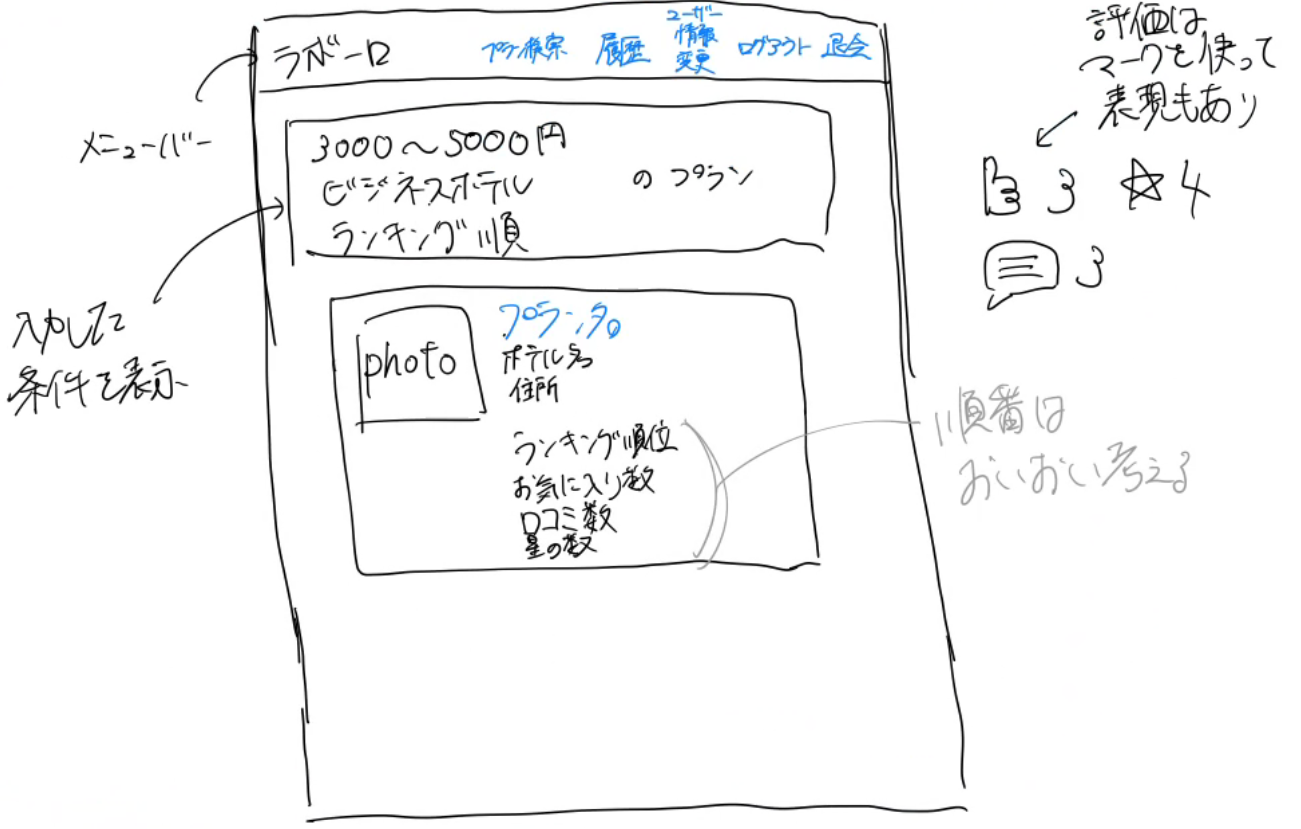 ラボーロ
プラン検索
履歴
ユーザー
情報
変更
ログアウト
退会
メニューバー
3000～5000円
ビジネスホテル
のプラン
ランキング順
入力した
条件を表示
photo
プラン名
ホテル名
住所
ランキング順位
お気に入り数
口コミ数
星の数
評価は
マークを使って
表現もあり
3
4
3
順番は
おいおい考える